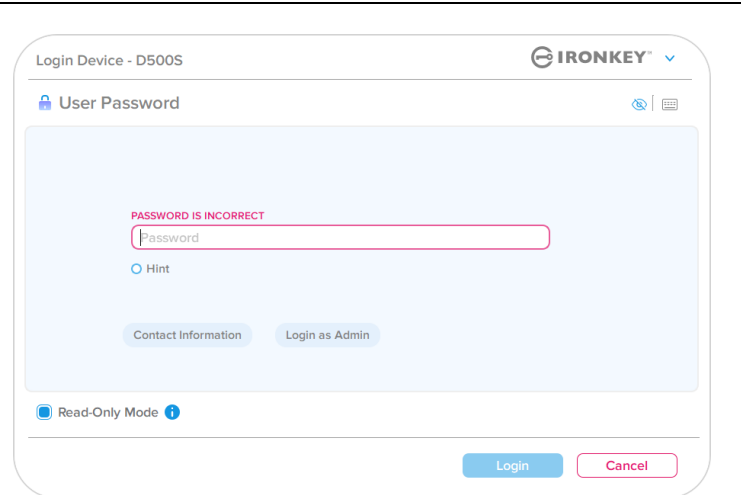 Login Device - D500S
IRONKEY™
User Password
PASSWORD IS INCORRECT
Password
Hint
Contact Information
Login as Admin
Read-Only Mode
Login
Cancel